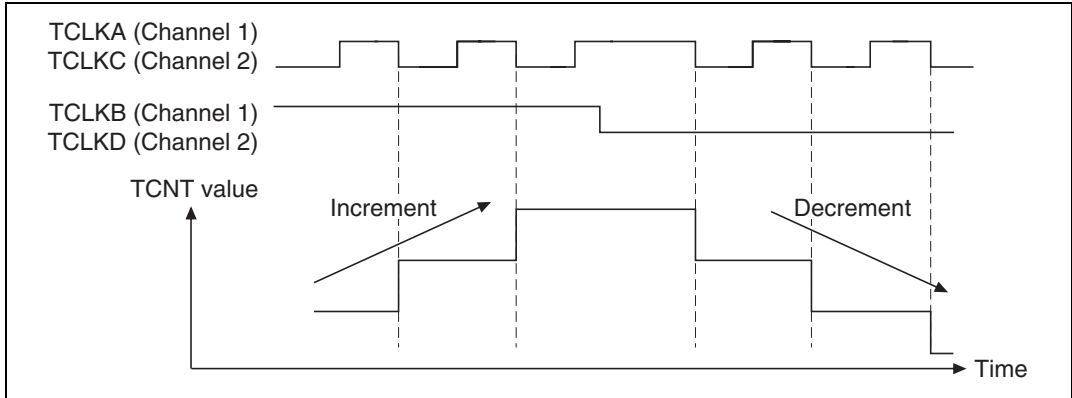 TCLKA (Channel 1)
TCLKC (Channel 2)
TCLKB (Channel 1)
TCLKD (Channel 2)
TCNT value
Increment
Decrement
Time